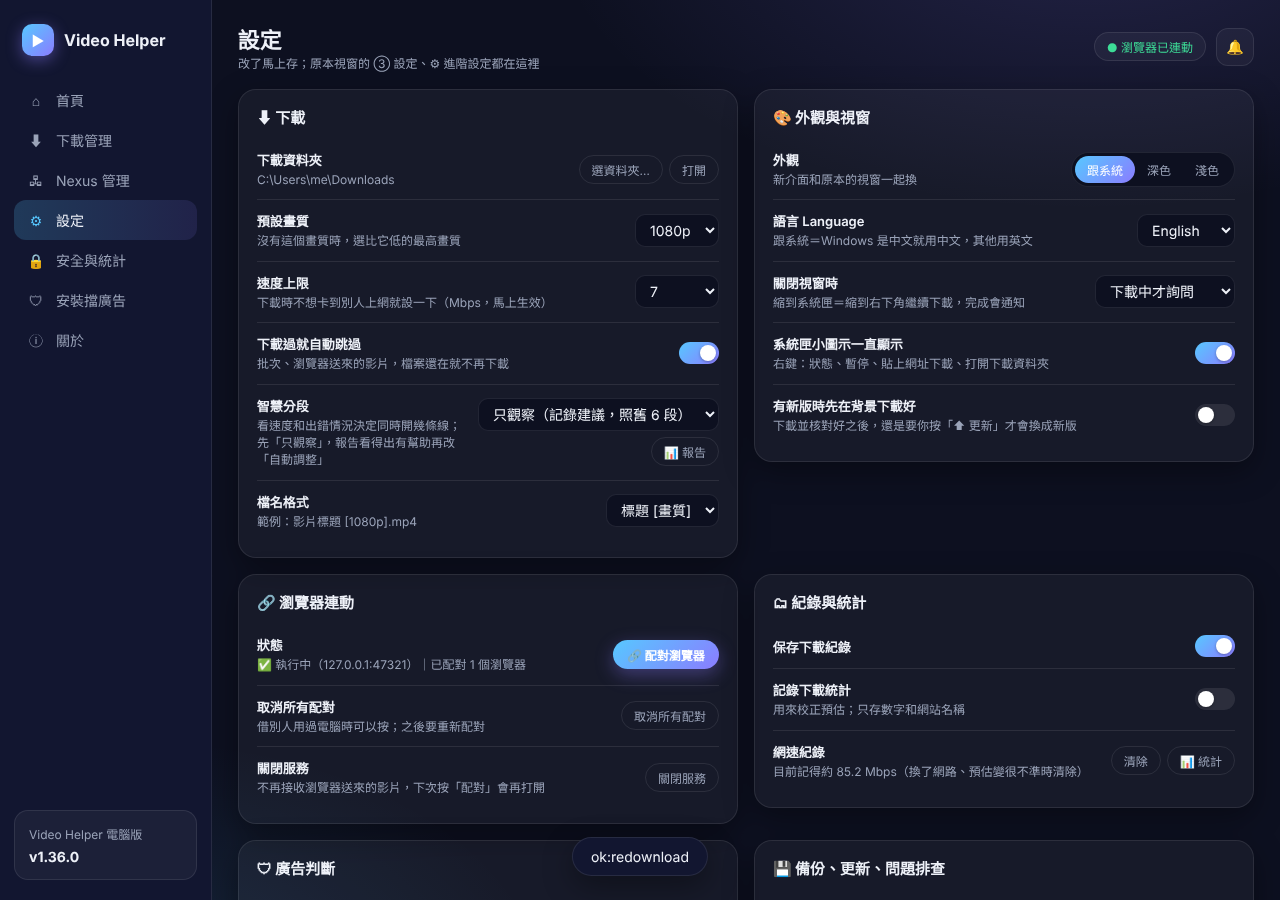 Video Helper
首頁
下載管理
Nexus 管理
設定
安全與統計
安裝擋廣告
關於
Video Helper 電腦版
v1.36.0
設定
改了馬上存；原本視窗的 ③ 設定、⚙ 進階設定都在這裡
瀏覽器已連動
⬇ 下載
下載資料夾
C:\Users\me\Downloads
選資料夾…
打開
預設畫質
沒有這個畫質時，選比它低的最高畫質
1080p
速度上限
下載時不想卡到別人上網就設一下（Mbps，馬上生效）
7
下載過就自動跳過
批次、瀏覽器送來的影片，檔案還在就不再下載
智慧分段
看速度和出錯情況決定同時開幾條線；
先「只觀察」，報告看得出有幫助再改
「自動調整」
只觀察（記錄建議，照舊 6 段）
📊 報告
檔名格式
範例：影片標題 [1080p].mp4
標題 [畫質]
🎨 外觀與視窗
外觀
新介面和原本的視窗一起換
跟系統
深色
淺色
語言 Language
跟系統＝Windows 是中文就用中文，其他用英文
English
關閉視窗時
縮到系統匣＝縮到右下角繼續下載，完成會通知
下載中才詢問
系統匣小圖示一直顯示
右鍵：狀態、暫停、貼上網址下載、打開下載資料夾
有新版時先在背景下載好
下載並核對好之後，還是要你按「⬆ 更新」才會換成新版
🔗 瀏覽器連動
狀態
✅ 執行中（127.0.0.1:47321）｜已配對 1 個瀏覽器
🔗 配對瀏覽器
取消所有配對
借別人用過電腦時可以按；之後要重新配對
取消所有配對
關閉服務
不再接收瀏覽器送來的影片，下次按「配對」會再打開
關閉服務
🗂 紀錄與統計
保存下載紀錄
記錄下載統計
用來校正預估；只存數字和網站名稱
網速紀錄
目前記得約 85.2 Mbps（換了網路、預估變很不準時清除）
清除
📊 統計
🛡 廣告判斷
💾 備份、更新、問題排查
ok:redownload